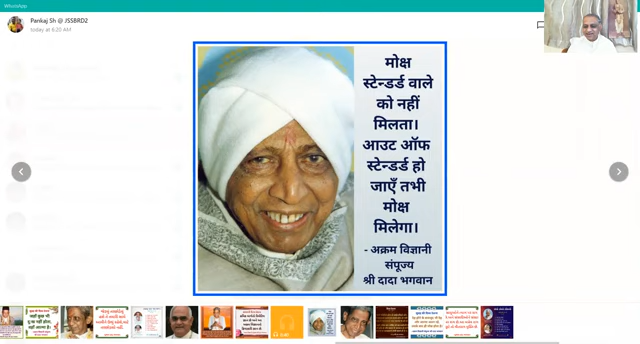 WhatsApp
Pankaj Sh @ JSSBRD2
today at 6:20 AM
मोक्ष
स्टेन्डर्ड वाले
को नहीं
मिलता।
आउट ऑफ
स्टेन्डर्ड हो
जाएँ तभी
मोक्ष
मिलेगा।
- अक्रम विज्ञानी
संपूज्य
श्री दादा भगवान